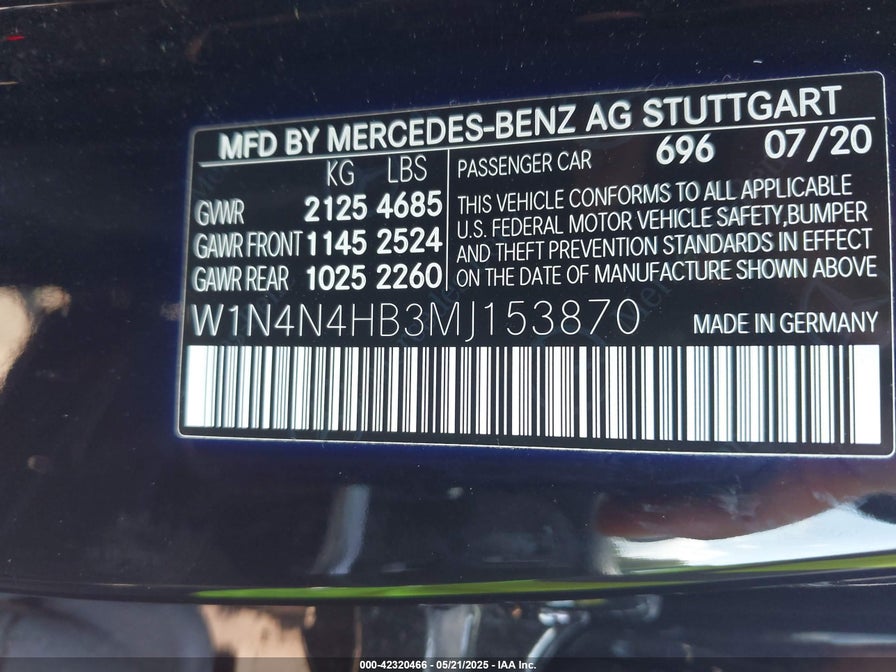 MFD BY MERCEDES-BENZ AG STUTTGART
KG LBS
GVWR 2125 4685
GAWR FRONT 1145 2524
GAWR REAR 1025 2260
PASSENGER CAR 696 07/20
THIS VEHICLE CONFORMS TO ALL APPLICABLE
U.S. FEDERAL MOTOR VEHICLE SAFETY,BUMPER
AND THEFT PREVENTION STANDARDS IN EFFECT
ON THE DATE OF MANUFACTURE SHOWN ABOVE
W1N4N4HB3MJ153870 MADE IN GERMANY
000-42320466 - 05/21/2025 - IAA Inc.